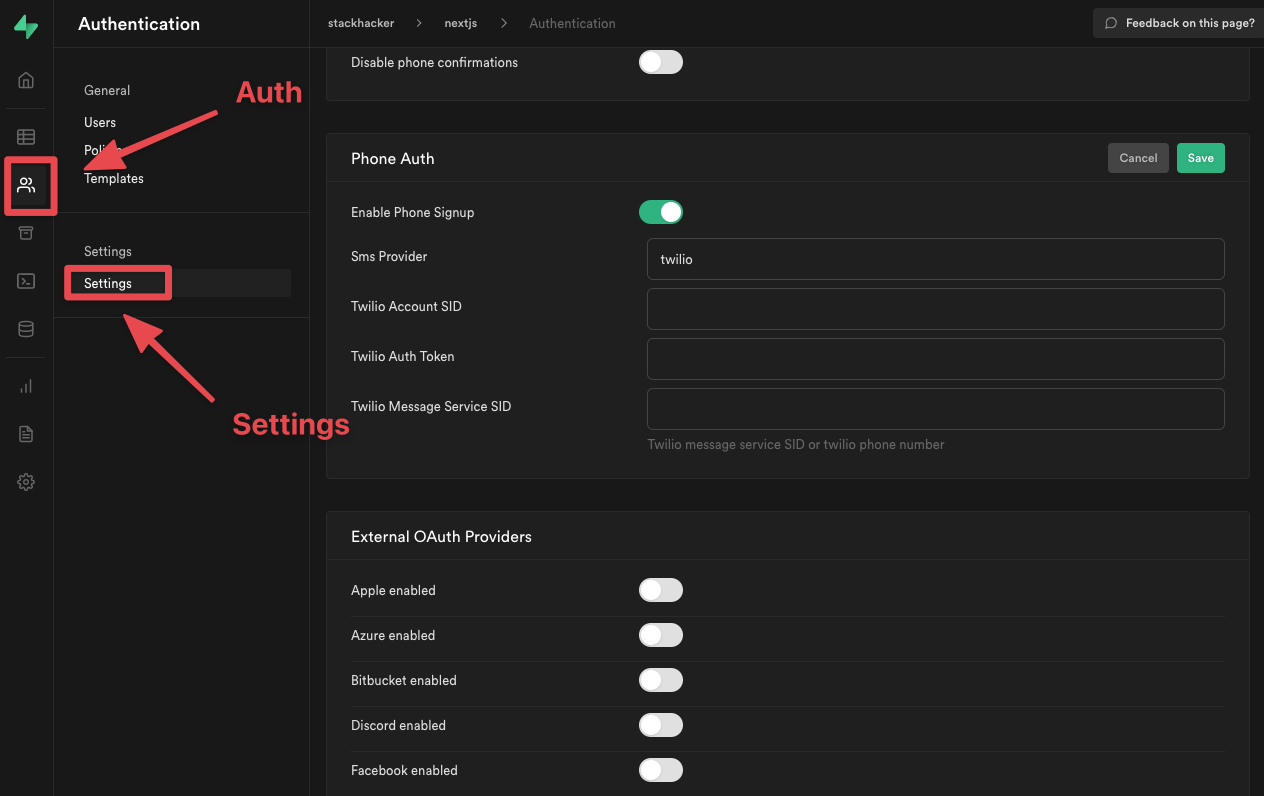 Authentication
stackhacker > nextjs > Authentication
Feedback on this page?
General
Users
Templates
Settings
Settings
Auth
Settings
Disable phone confirmations
Phone Auth
Cancel
Save
Enable Phone Signup
Sms Provider
twilio
Twilio Account SID
Twilio Auth Token
Twilio Message Service SID
Twilio message service SID or twilio phone number
External OAuth Providers
Apple enabled
Azure enabled
Bitbucket enabled
Discord enabled
Facebook enabled